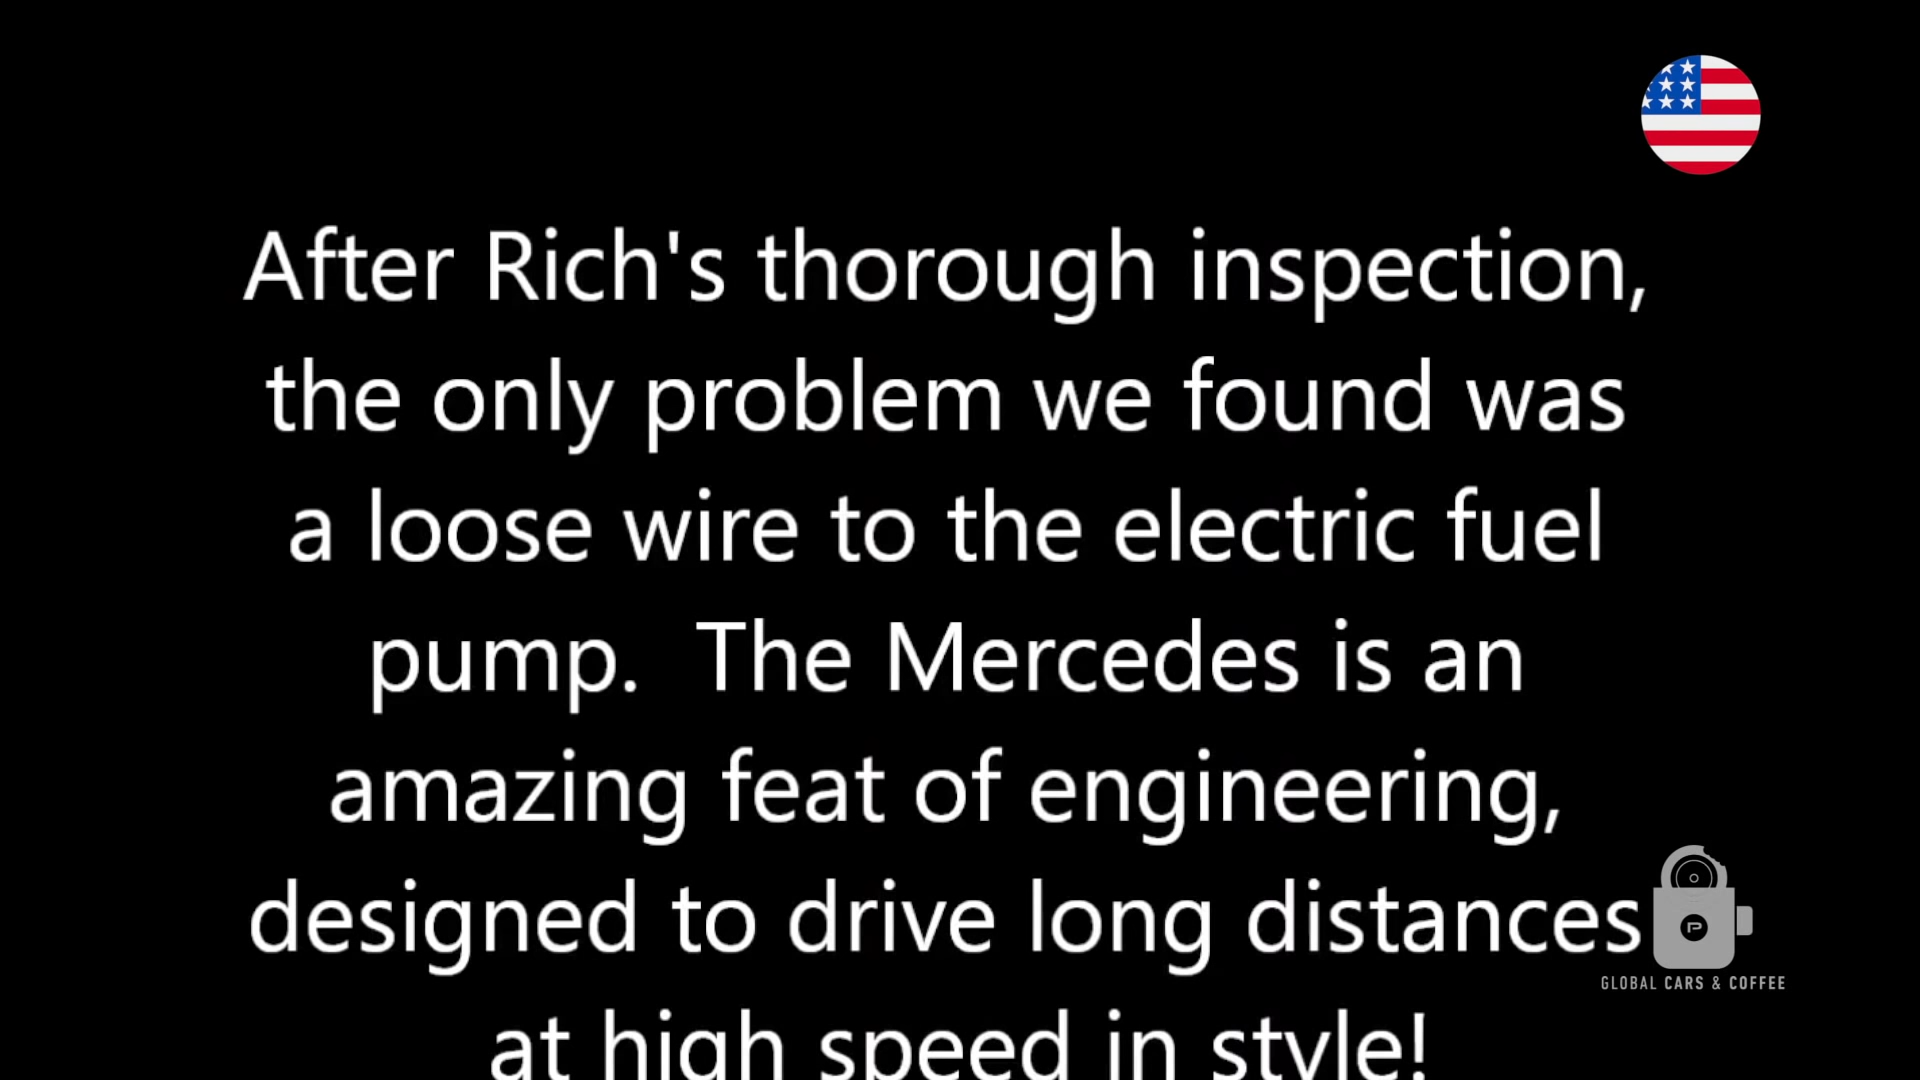 After Rich's thorough inspection,
the only problem we found was
a loose wire to the electric fuel
pump.  The Mercedes is an
amazing feat of engineering,
designed to drive long distances
at high speed in style!
GLOBAL CARS & COFFEE